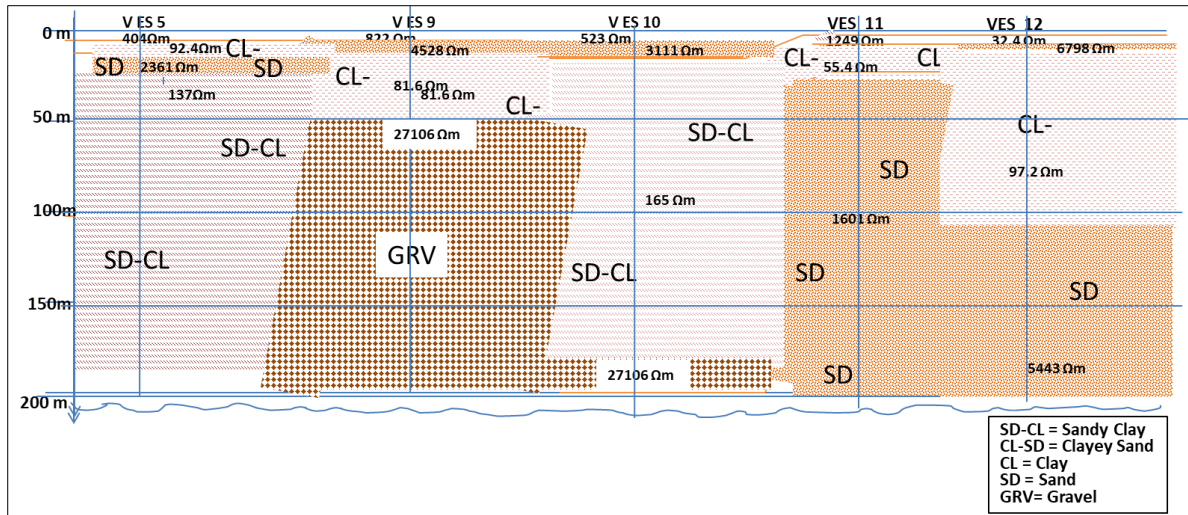 V ES 5 V ES 9 V ES 10 VES 11 VES 12
0 m
404Ωm 822 Ωm 523 Ωm 1249 Ωm 32.4 Ωm
92.4Ωm CL- 4528 Ωm 3111 Ωm 6798 Ωm
SD 2361 Ωm SD CL- CL- 55.4 Ωm CL
137Ωm 81.6 Ωm
81.6 Ωm
CL-
50 m
27106 Ωm
SD-CL SD-CL CL-
SD 97.2 Ωm
165 Ωm
100m
1601 Ωm
SD-CL GRV SD-CL SD
SD
150m
27106 Ωm SD 5443 Ωm
200 m
SD-CL = Sandy Clay
CL-SD = Clayey Sand
CL = Clay
SD = Sand
GRV= Gravel